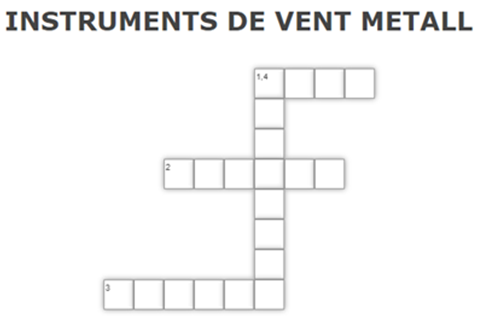 INSTRUMENTS DE VENT METALL
1,4
2
3